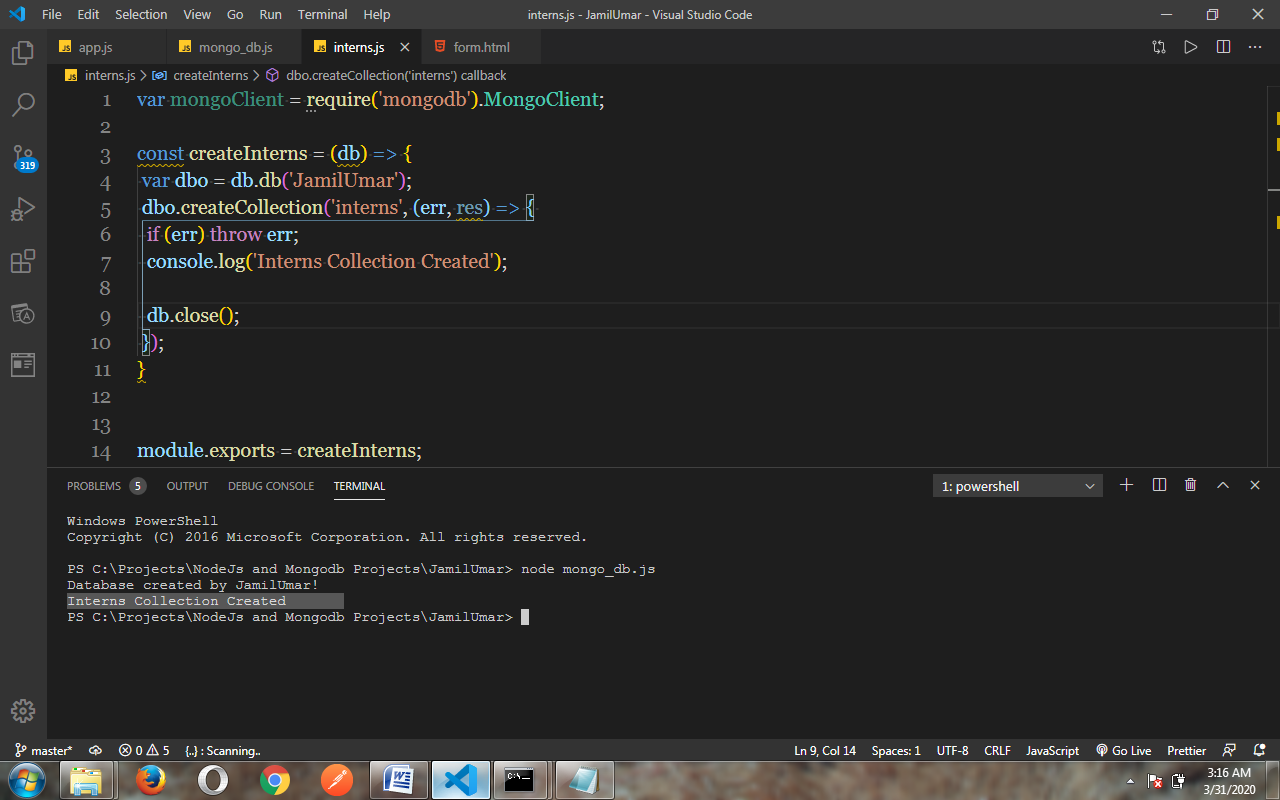 File Edit Selection View Go Run Terminal Help interns.js - JamilUmar - Visual Studio Code
JS app.js JS mongo_db.js JS interns.js form.html
JS interns.js > createInterns > dbo.createCollection('interns') callback
1 var mongoClient = require('mongodb').MongoClient;
2
3 const createInterns = (db) => {
4 var dbo = db.db('JamilUmar');
5 dbo.createCollection('interns', (err, res) => {
6 if (err) throw err;
7 console.log('Interns Collection Created');
8
9 db.close();
10 });
11 }
12
13
14 module.exports = createInterns;
319
PROBLEMS 5 OUTPUT DEBUG CONSOLE TERMINAL 1: powershell
Windows PowerShell
Copyright (C) 2016 Microsoft Corporation. All rights reserved.
PS C:\Projects\NodeJs and Mongodb Projects\JamilUmar> node mongo_db.js
Database created by JamilUmar!
Interns Collection Created
PS C:\Projects\NodeJs and Mongodb Projects\JamilUmar>
master* 0 5 {..} : Scanning.. Ln 9, Col 14 Spaces: 1 UTF-8 CRLF JavaScript Go Live Prettier
3:16 AM
3/31/2020